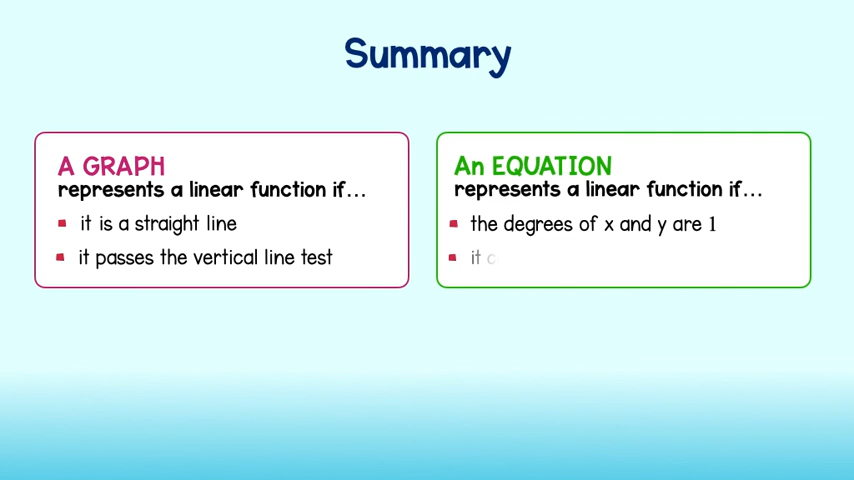 Summary
A GRAPH
represents a linear function if...
it is a straight line
it passes the vertical line test
An EQUATION
represents a linear function if...
the degrees of x and y are 1
it